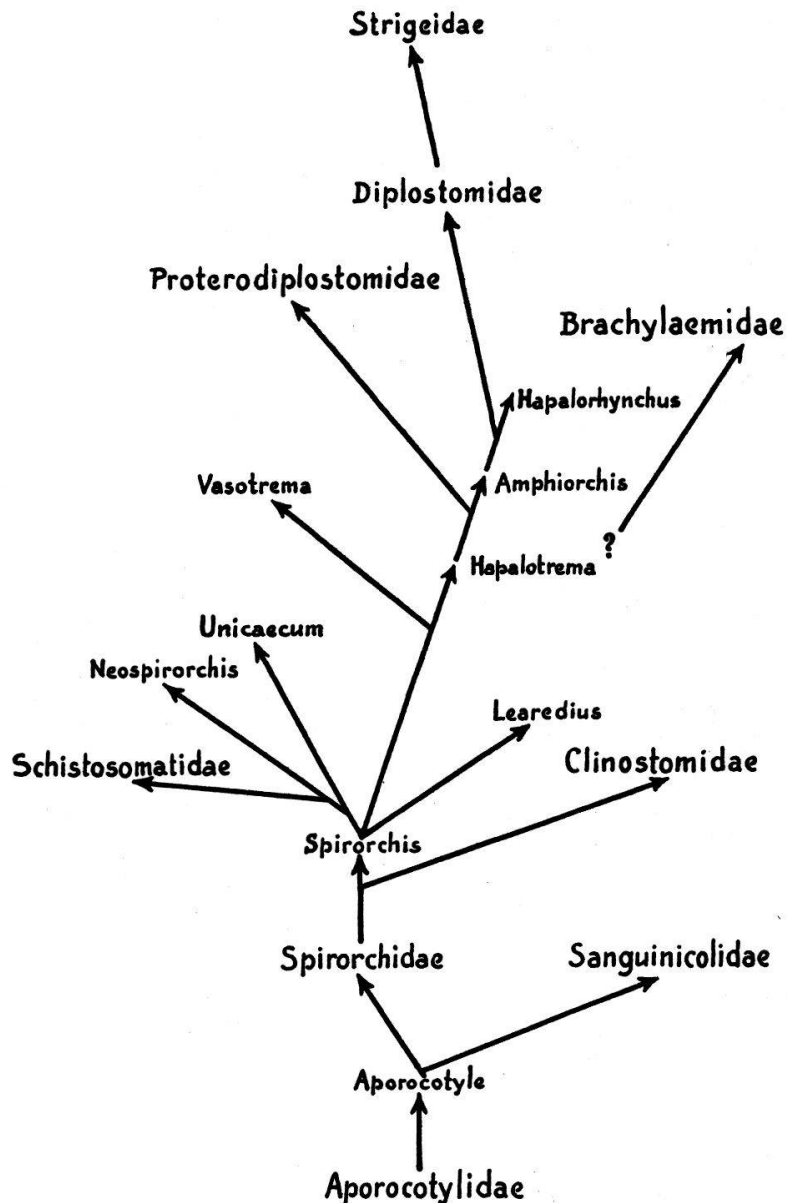 Strigeidae
Diplostomidae
Proterodiplostomidae
Brachylaemidae
Hapalorhynchus
Vasotrema
Amphiorchis
?
Hapalotrema
Unicaecum
Neospirorchis
Learedius
Schistosomatidae
Clinostomidae
Spirorchis
Spirorchidae
Sanguinicolidae
Aporocotyle
Aporocotylidae